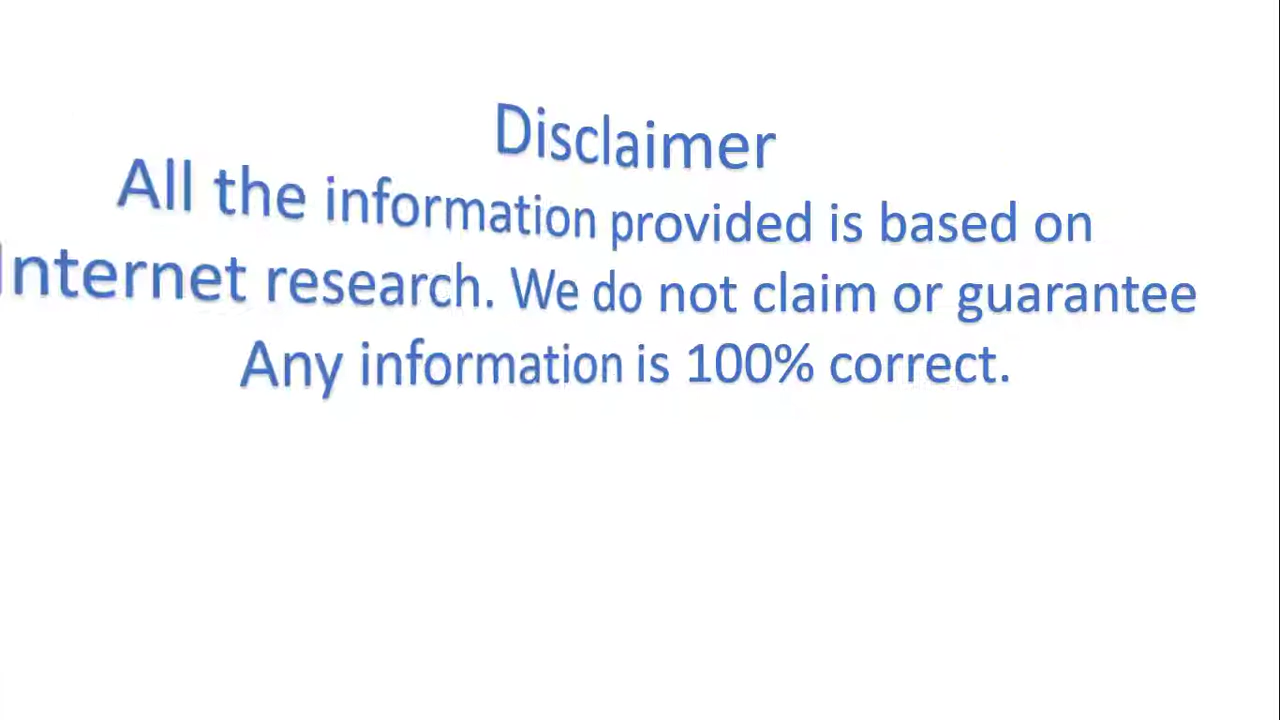 Disclaimer
All the information provided is based on
Internet research. We do not claim or guarantee
Any information is 100% correct.